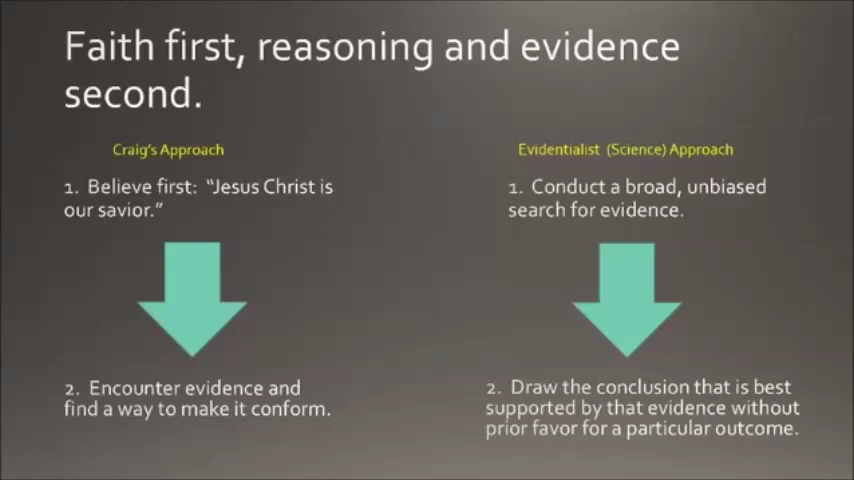 Faith first, reasoning and evidence
second.
Craig's Approach
1. Believe first: “Jesus Christ is
our savior.”
2. Encounter evidence and
find a way to make it conform.
Evidentialist (Science) Approach
1. Conduct a broad, unbiased
search for evidence.
2. Draw the conclusion that is best
supported by that evidence without
prior favor for a particular outcome.